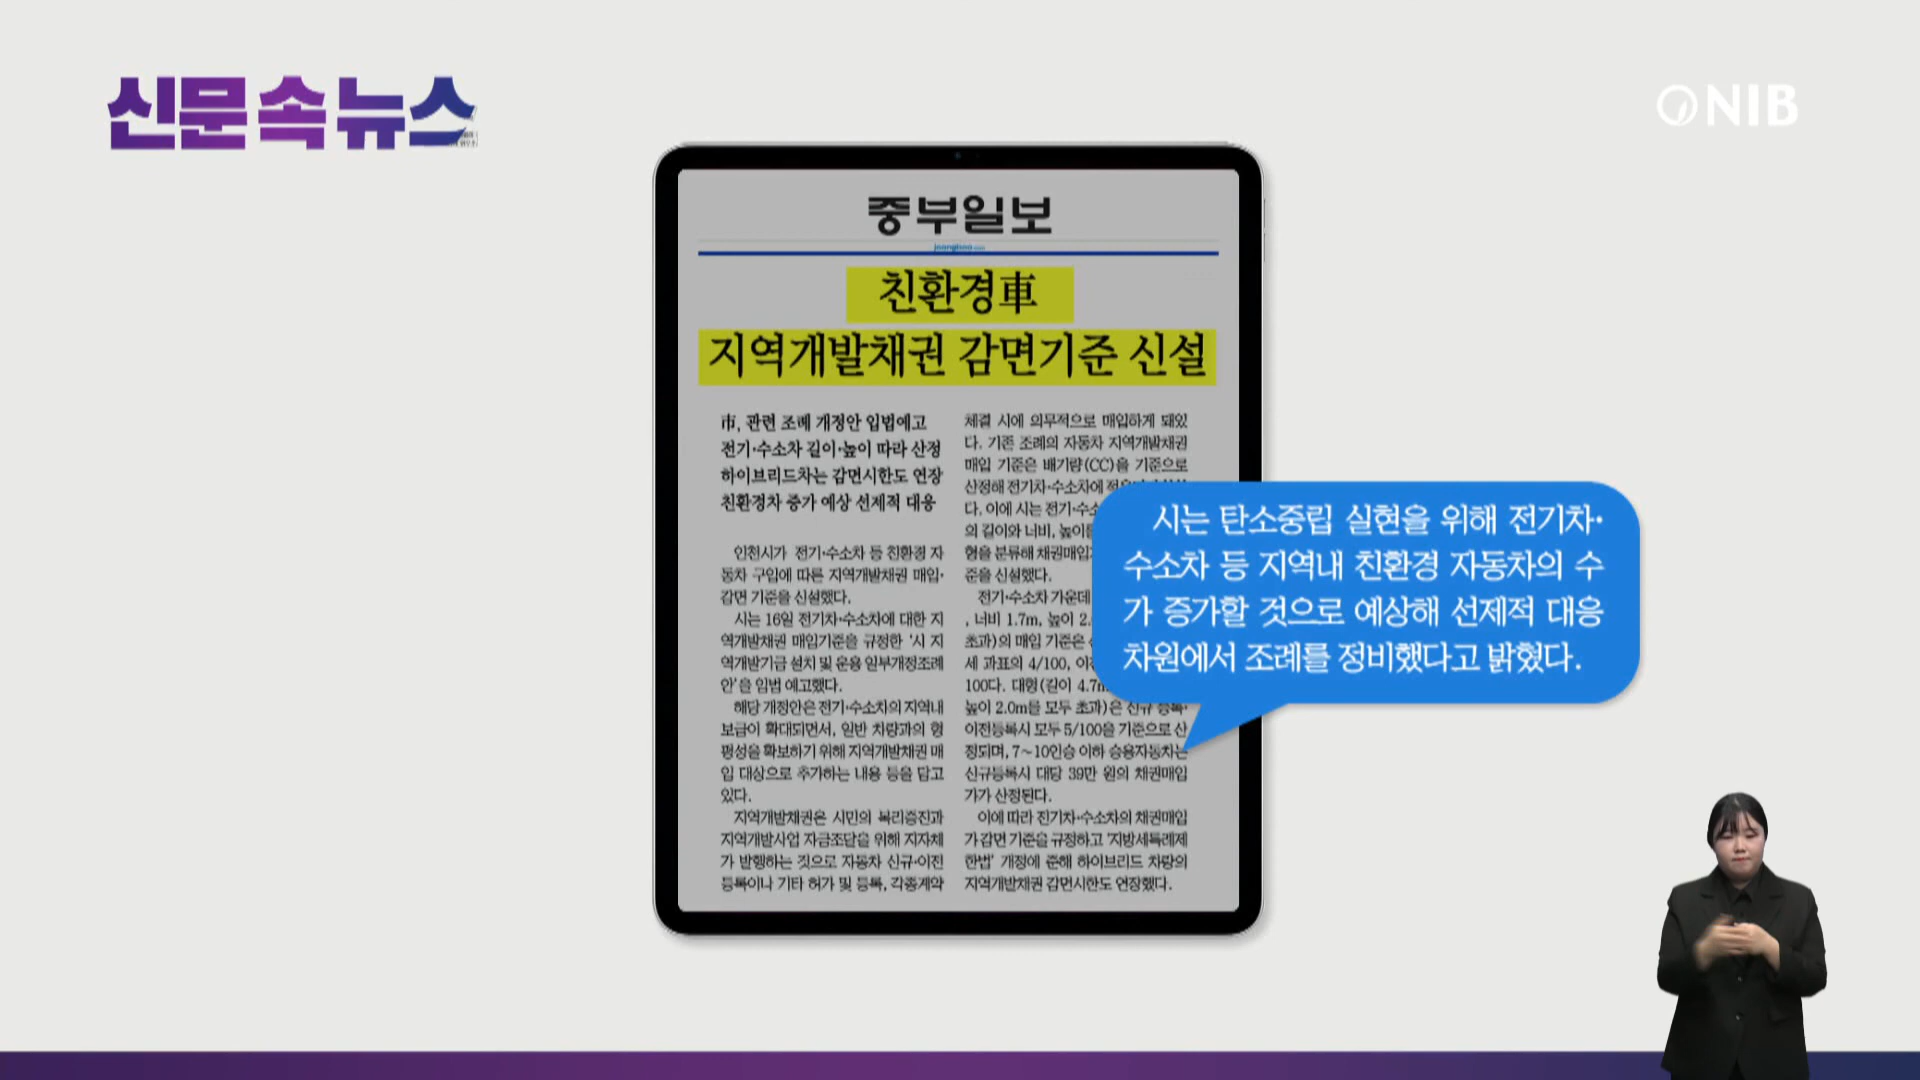 신문 속 뉴스
NIB
중부일보
joongboo.com
친환경車
지역개발채권 감면기준 신설
市, 관련 조례 개정안 입법예고
전기·수소차 길이·높이 따라 산정
하이브리드차는 감면시한도 연장
친환경차 증가 예상 선제적 대응
인천시가 전기·수소차 등 친환경 자
동차 구입에 따른 지역개발채권 매입·
감면 기준을 신설했다.
시는 16일 전기차·수소차에 대한 지
역개발채권 매입기준을 규정한 '시 지
역개발기금 설치 및 운용 일부개정조례
안'을 입법 예고했다.
해당 개정안은 전기·수소차의 지역내
보급이 확대되면서, 일반 차량과의 형
평성을 확보하기 위해 지역개발채권 매
입 대상으로 추가하는 내용 등을 담고
있다.
지역개발채권은 시민의 복리증진과
지역개발사업 자금조달을 위해 지자체
가 발행하는 것으로 자동차 신규·이전
등록이나 기타 허가 및 등록, 각종계약
체결 시에 의무적으로 매입하게 돼있
다. 기존 조례의 자동차 지역개발채권
매입 기준은 배기량(CC)을 기준으로
산정해 전기차·수소차에
다. 이에 시는 전기·수소
의 길이와 너비, 높이를
형을 분류해 채권매입
준을 신설했다.
전기·수소차 가운데
, 너비 1.7m, 높이 2.
초과)의 매입 기준은
세 과표의 4/100,
100다. 대형(길이 4.7m
높이 2.0m를 모두 초과)은 신규 등록·
이전등록시 모두 5/100을 기준으로 산
정되며, 7~10인승 이하 승용자동차는
신규등록시 대당 39만 원의 채권매입
가가 산정된다.
이에 따라 전기차·수소차의 채권매입
가 감면 기준을 규정하고 '지방세특례제
한법' 개정에 준해 하이브리드 차량의
지역개발채권 감면시한도 연장했다.
시는 탄소중립 실현을 위해 전기차·
수소차 등 지역내 친환경 자동차의 수
가 증가할 것으로 예상해 선제적 대응
차원에서 조례를 정비했다고 밝혔다.